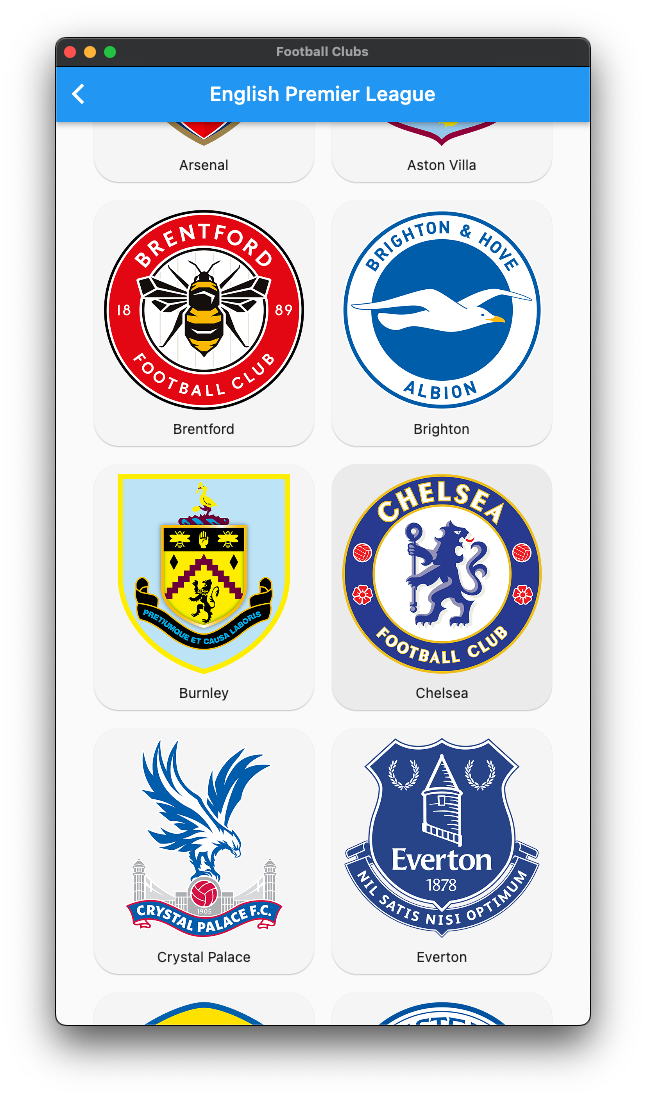 Football Clubs
English Premier League
Arsenal
Aston Villa
BRENTFORD
18 89
FOOTBALL CLUB
Brentford
BRIGHTON & HOVE
ALBION
Brighton
PRETIUMQUE ET CAUSA LABORIS
Burnley
CHELSEA
FOOTBALL CLUB
Chelsea
1905
CRYSTAL PALACE F.C.
Crystal Palace
Everton
1878
NIL SATIS NISI OPTIMUM
Everton